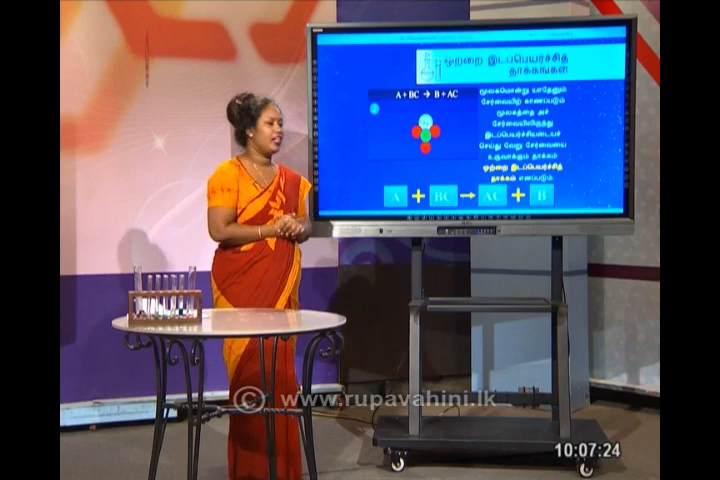 ஒற்றை இடப்பெயர்ச்சித்
தாக்கங்கள்
A + BC → B + AC
மூலகமொன்று யாதேனும்
சேர்வையிற் காணப்படும்
மூலகத்தை அச்
சேர்வையிலிருந்து
இடப்பெயர்ச்சியடையச்
செய்து வேறு சேர்வையை
உருவாக்கும் தாக்கம்
ஒற்றை இடப்பெயர்ச்சித்
தாக்கம் எனப்படும்.
A + BC → AC + B
© www.rupavahini.lk
10:07:24